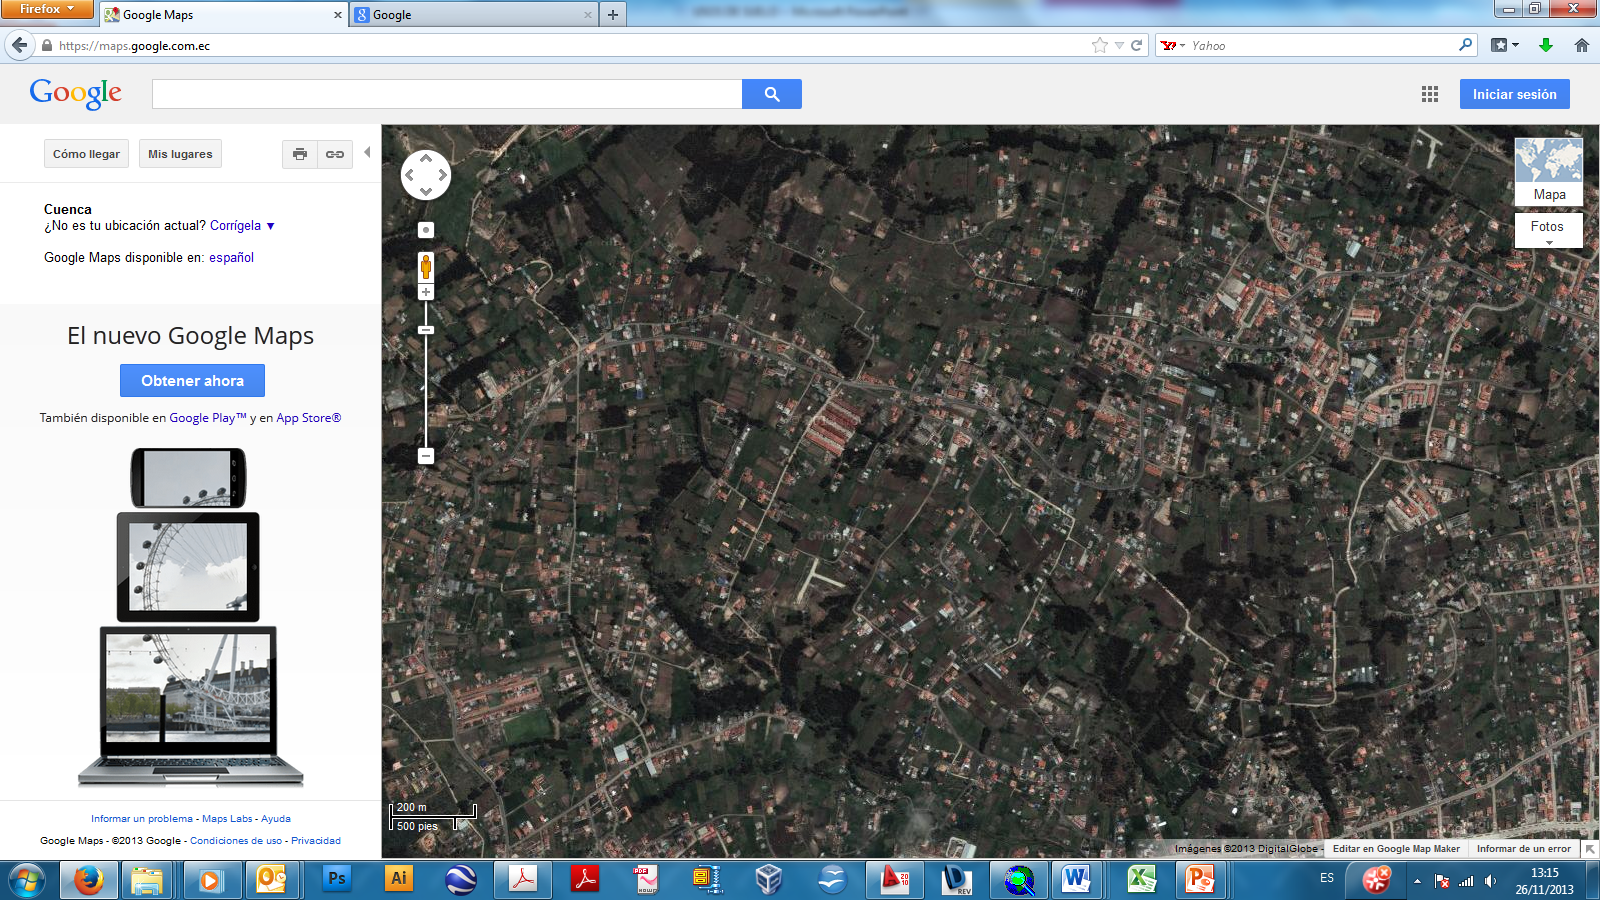 Firefox
Google Maps
Google
https://maps.google.com.ec
Yahoo
Google
Iniciar sesión
Cómo llegar
Mis lugares
Cuenca
¿No es tu ubicación actual? Corrígela ▼
Google Maps disponible en: español
El nuevo Google Maps
Obtener ahora
También disponible en Google Play™ y en App Store®
Informar un problema - Maps Labs - Ayuda
Google Maps - ©2013 Google - Condiciones de uso - Privacidad
Mapa
Fotos
200 m
500 pies
Imágenes ©2013 DigitalGlobe -
Editar en Google Map Maker
Informar de un error
Ps
Ai
ES
13:15
26/11/2013